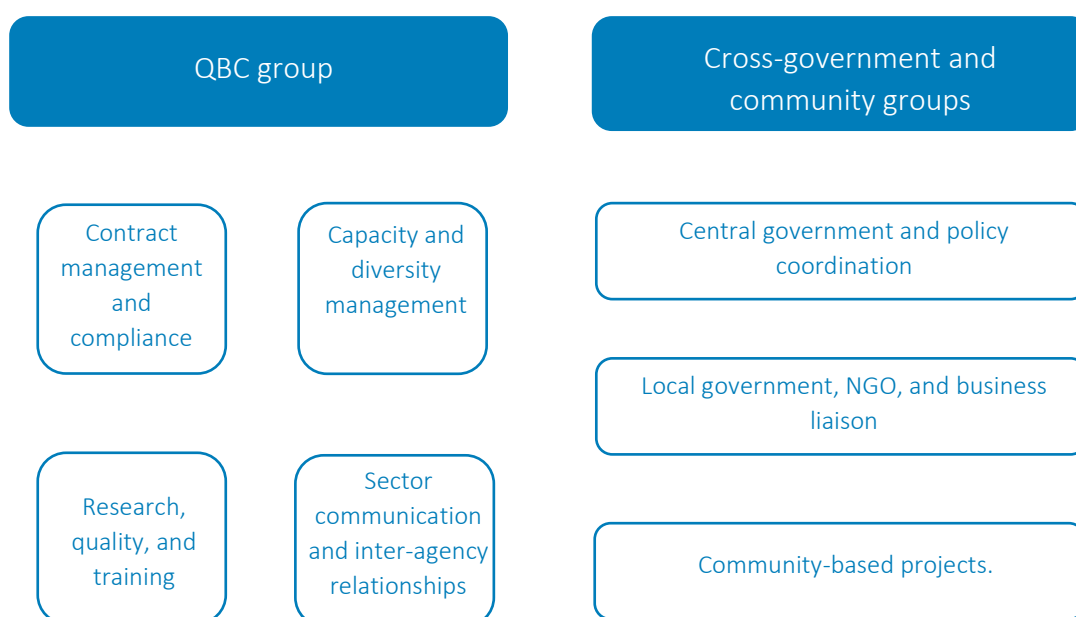 QBC group
Cross-government and
community groups
Contract
management
and
compliance
Capacity and
diversity
management
Central government and policy
coordination
Local government, NGO, and business
liaison
Research,
quality, and
training
Sector
communication
and inter-agency
relationships
Community-based projects.